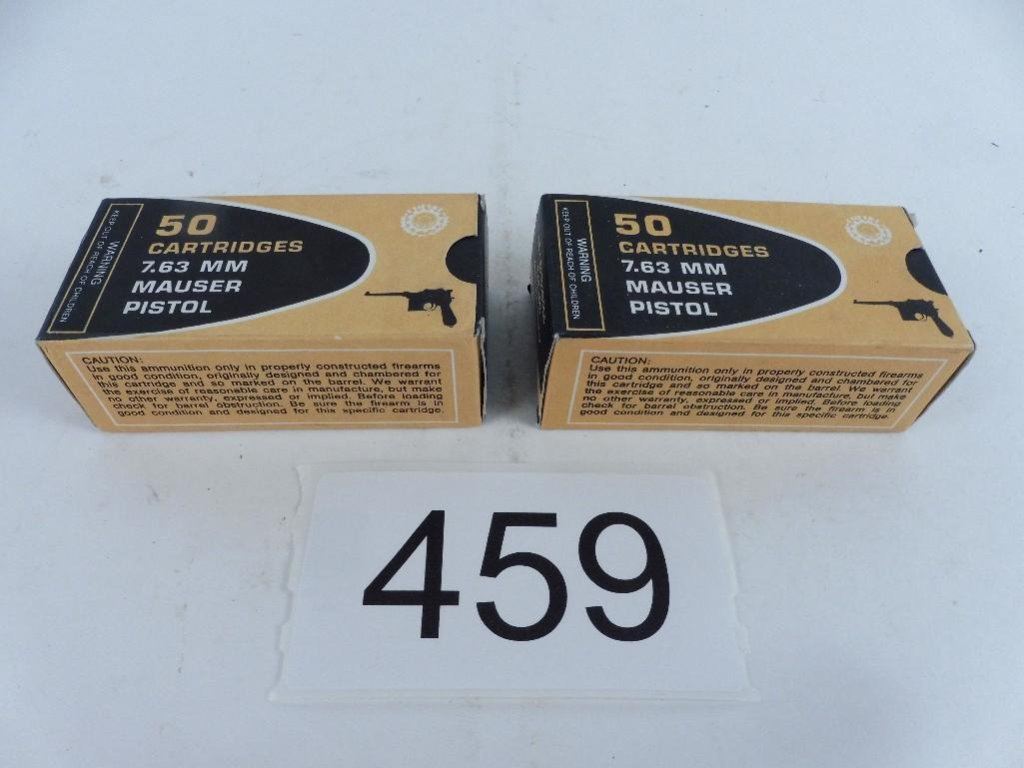 WARNING
KEEP OUT OF REACH OF CHILDREN
50
CARTRIDGES
7.63 MM
MAUSER
PISTOL
CAUTION:
Use this ammunition only in properly constructed firearms
in good condition, originally designed and chambered for
this cartridge and so marked on the barrel. We warrant
the exercise of reasonable care in manufacture, but make
no other warranty, expressed or implied. Before loading
check for barrel obstruction. Be sure the firearm is in
good condition and designed for this specific cartridge.
WARNING
KEEP OUT OF REACH OF CHILDREN
50
CARTRIDGES
7.63 MM
MAUSER
PISTOL
CAUTION:
Use this ammunition only in properly constructed firearms
in good condition, originally designed and chambered for
this cartridge and so marked on the barrel. We warrant
the exercise of reasonable care in manufacture, but make
no other warranty, expressed or implied. Before loading
check for barrel obstruction. Be sure the firearm is in
good condition and designed for this specific cartridge.
459